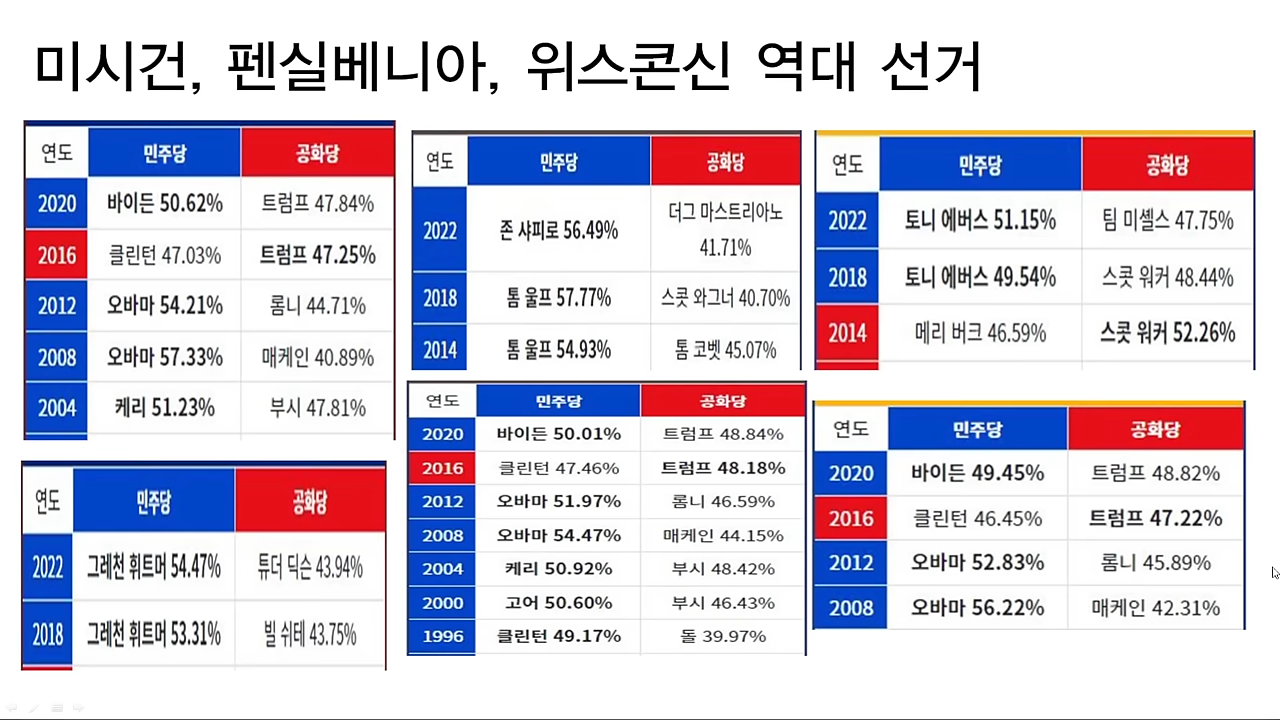 미시건, 펜실베니아, 위스콘신 역대 선거
연도 민주당 공화당
2020 바이든 50.62% 트럼프 47.84%
2016 클린턴 47.03% 트럼프 47.25%
2012 오바마 54.21% 롬니 44.71%
2008 오바마 57.33% 매케인 40.89%
2004 케리 51.23% 부시 47.81%
연도 민주당 공화당
2022 그레천 휘트머 54.47% 튜더 딕슨 43.94%
2018 그레천 휘트머 53.31% 빌 쉬테 43.75%
연도 민주당 공화당
2022 존 샤피로 56.49% 더그 마스트리아노
41.71%
2018 톰 울프 57.77% 스콧 와그너 40.70%
2014 톰 울프 54.93% 톰 코벳 45.07%
연도 민주당 공화당
2020 바이든 50.01% 트럼프 48.84%
2016 클린턴 47.46% 트럼프 48.18%
2012 오바마 51.97% 롬니 46.59%
2008 오바마 54.47% 매케인 44.15%
2004 케리 50.92% 부시 48.42%
2000 고어 50.60% 부시 46.43%
1996 클린턴 49.17% 돌 39.97%
연도 민주당 공화당
2022 토니 에버스 51.15% 팀 미셸스 47.75%
2018 토니 에버스 49.54% 스콧 워커 48.44%
2014 메리 버크 46.59% 스콧 워커 52.26%
연도 민주당 공화당
2020 바이든 49.45% 트럼프 48.82%
2016 클린턴 46.45% 트럼프 47.22%
2012 오바마 52.83% 롬니 45.89%
2008 오바마 56.22% 매케인 42.31%